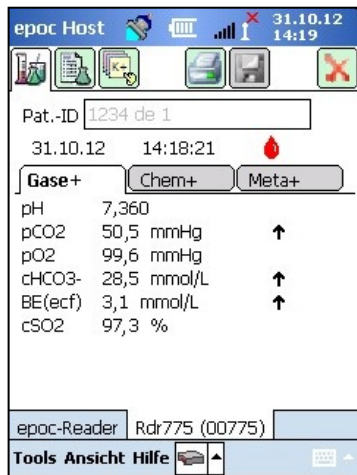 epoc Host 31.10.12
14:19
K+
Pat.-ID 1234 de 1
31.10.12 14:18:21
Gase+ Chem+ Meta+
pH 7,360
pCO2 50,5 mmHg ↑
pO2 99,6 mmHg
cHCO3- 28,5 mmol/L ↑
BE(ecf) 3,1 mmol/L ↑
cSO2 97,3 %
epoc-Reader Rdr775 (00775)
Tools Ansicht Hilfe